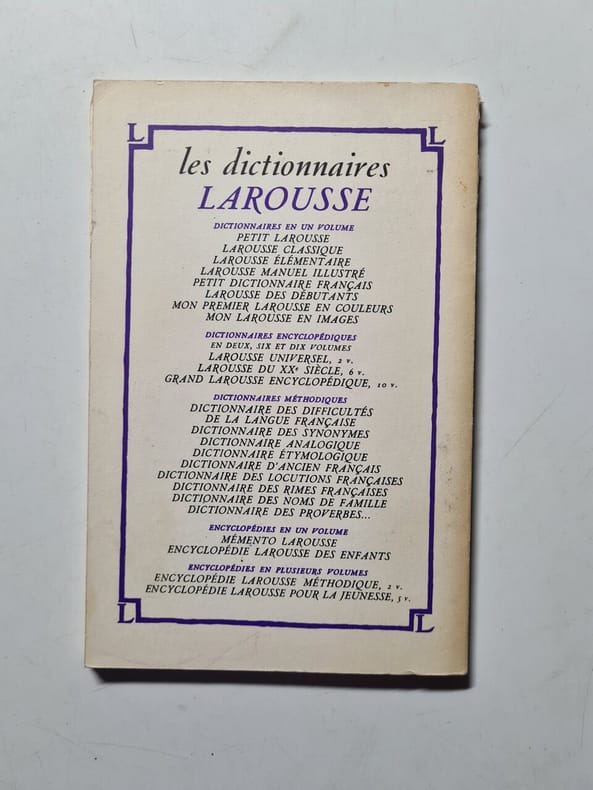 L L
les dictionnaires
LAROUSSE
DICTIONNAIRES EN UN VOLUME
PETIT LAROUSSE
LAROUSSE CLASSIQUE
LAROUSSE ÉLÉMENTAIRE
LAROUSSE MANUEL ILLUSTRÉ
PETIT DICTIONNAIRE FRANÇAIS
LAROUSSE DES DÉBUTANTS
MON PREMIER LAROUSSE EN COULEURS
MON LAROUSSE EN IMAGES
DICTIONNAIRES ENCYCLOPÉDIQUES
EN DEUX, SIX ET DIX VOLUMES
LAROUSSE UNIVERSEL, 2 v.
LAROUSSE DU XXe SIÈCLE, 6 v.
GRAND LAROUSSE ENCYCLOPÉDIQUE, 10 v.
DICTIONNAIRES MÉTHODIQUES
DICTIONNAIRE DES DIFFICULTÉS
DE LA LANGUE FRANÇAISE
DICTIONNAIRE DES SYNONYMES
DICTIONNAIRE ANALOGIQUE
DICTIONNAIRE ÉTYMOLOGIQUE
DICTIONNAIRE D'ANCIEN FRANÇAIS
DICTIONNAIRE DES LOCUTIONS FRANÇAISES
DICTIONNAIRE DES RIMES FRANÇAISES
DICTIONNAIRE DES NOMS DE FAMILLE
DICTIONNAIRE DES PROVERBES...
ENCYCLOPÉDIES EN UN VOLUME
MÉMENTO LAROUSSE
ENCYCLOPÉDIE LAROUSSE DES ENFANTS
ENCYCLOPÉDIES EN PLUSIEURS VOLUMES
ENCYCLOPÉDIE LAROUSSE MÉTHODIQUE, 2 v.
ENCYCLOPÉDIE LAROUSSE POUR LA JEUNESSE, 5 v.
L L